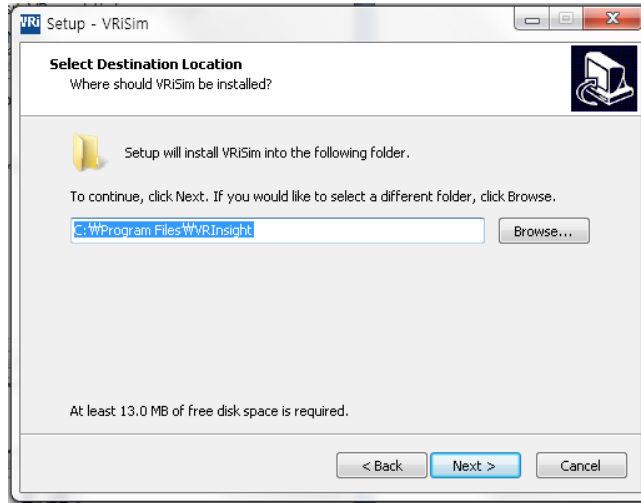 VRi Setup - VRiSim
Select Destination Location
Where should VRiSim be installed?
Setup will install VRiSim into the following folder.
To continue, click Next. If you would like to select a different folder, click Browse.
C:₩Program Files₩VRInsight Browse...
At least 13.0 MB of free disk space is required.
< Back Next > Cancel